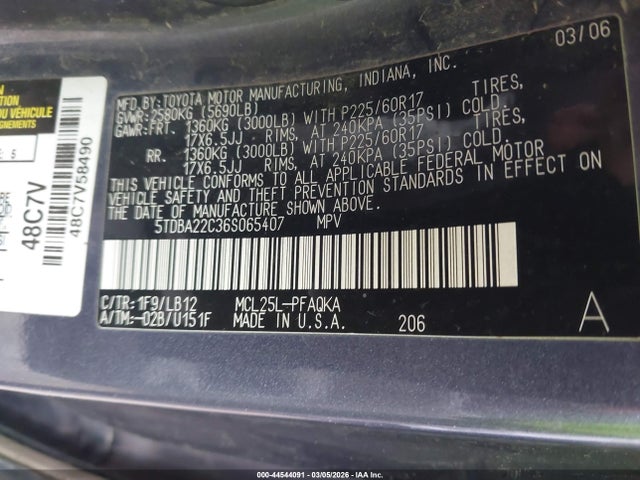 03/06
MFD.BY:TOYOTA MOTOR MANUFACTURING, INDIANA, INC.
GVWR:2580KG (5690LB)
GAWR:FRT. 1360KG (3000LB) WITH P225/60R17 TIRES,
17X6.5JJ RIMS, AT 240KPA (35PSI) COLD.
RR. 1360KG (3000LB) WITH P225/60R17 TIRES,
17X6.5JJ RIMS, AT 240KPA (35PSI) COLD.
THIS VEHICLE CONFORMS TO ALL APPLICABLE FEDERAL MOTOR
VEHICLE SAFETY AND THEFT PREVENTION STANDARDS IN EFFECT
ON THE DATE OF MANUFACTURE SHOWN ABOVE.
5TDBA22C36S065407 MPV
C/TR:1F9/LB12 MCL25L-PFAQKA
A/TM:-02B/U151F MADE IN U.S.A. 206 A
DU VÉHICULE
48C7V
48C7V58490
000-44544091 - 03/05/2026 - IAA Inc.